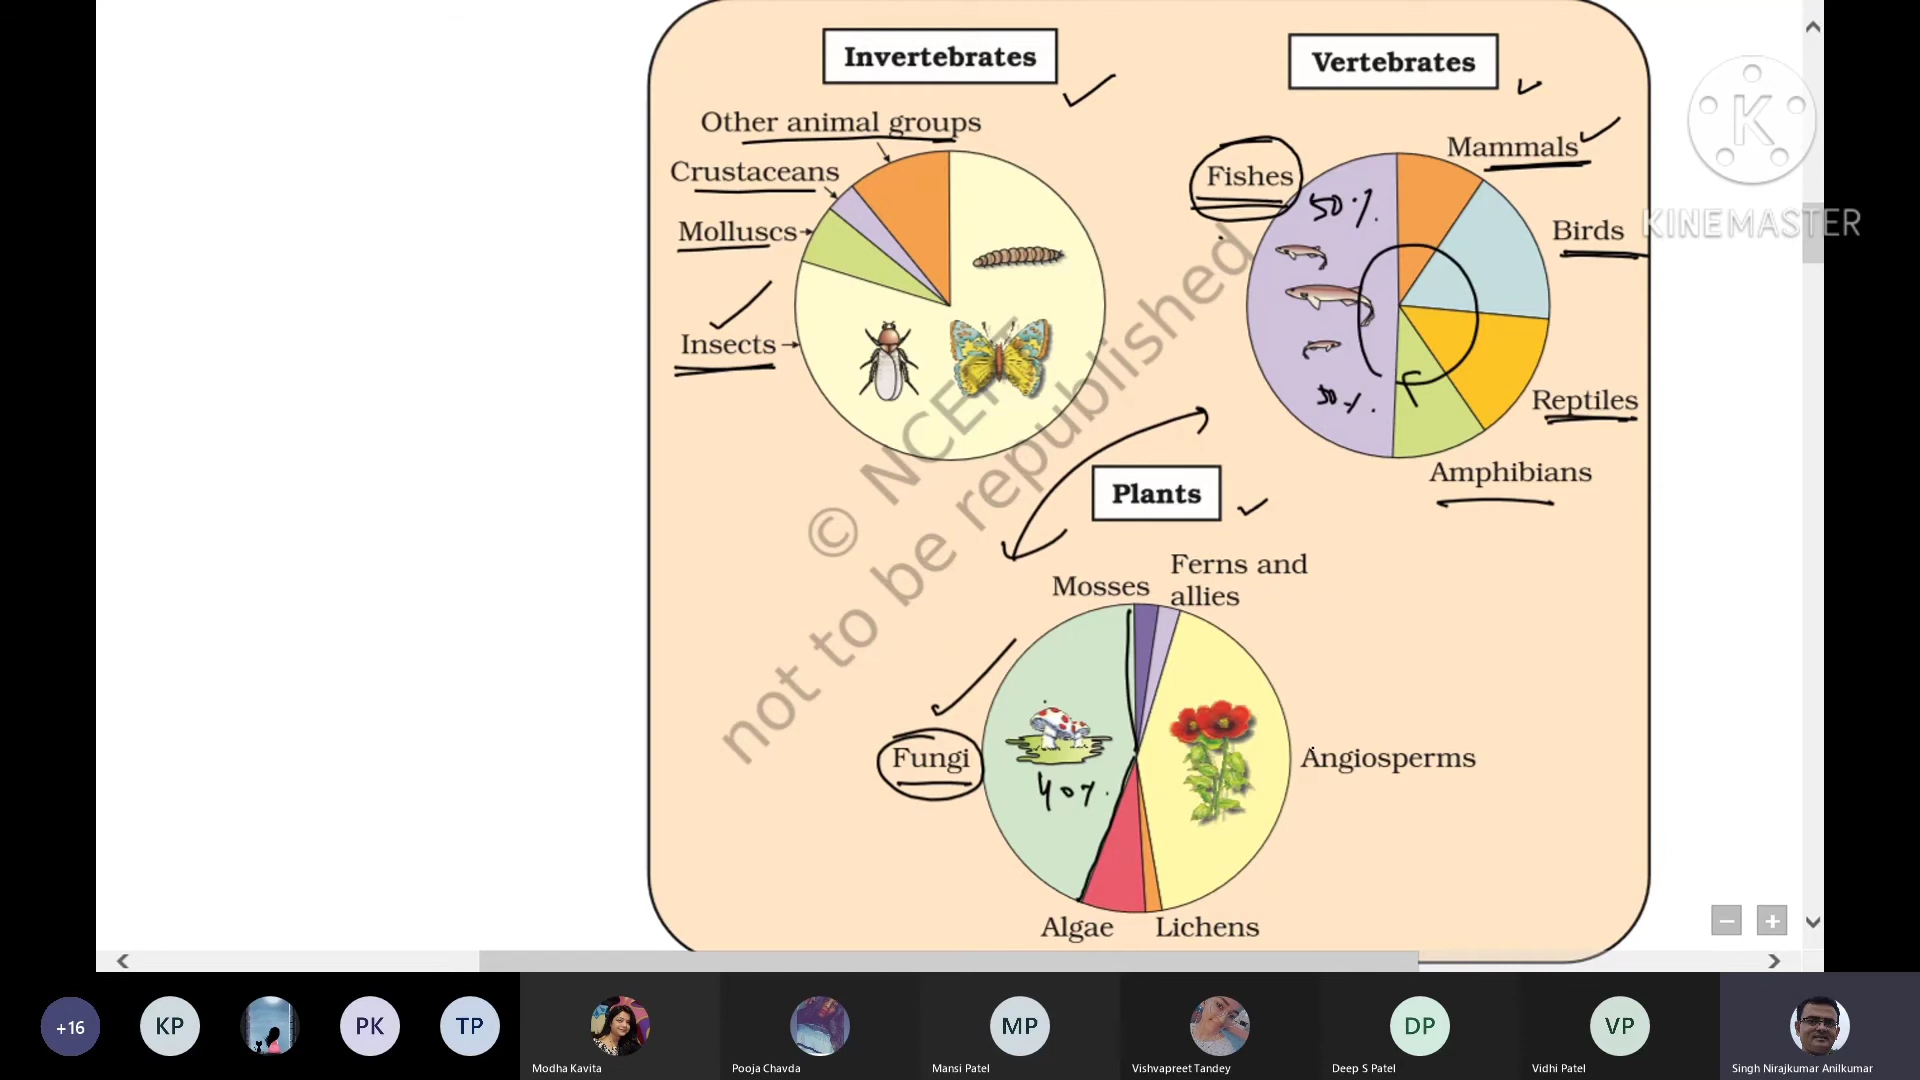 Invertebrates
Vertebrates
Other animal groups
Crustaceans
Molluscs
Insects
Fishes
50%.
50%.
Mammals
Birds
Reptiles
Amphibians
K
KINEMASTER
© NCERT
not to be republished
Plants
Mosses
Ferns and
allies
Fungi
40%.
Angiosperms
Algae
Lichens
+16
KP
PK
TP
Modha Kavita
Pooja Chavda
MP
Mansi Patel
Vishvapreet Tandey
DP
Deep S Patel
VP
Vidhi Patel
Singh Nirajkumar Anilkumar